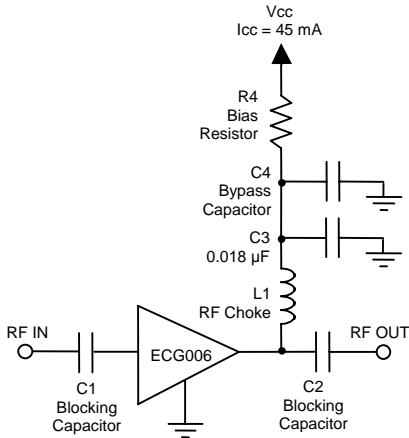 Vcc
Icc = 45 mA
R4
Bias
Resistor
C4
Bypass
Capacitor
C3
0.018 µF
L1
RF Choke
RF IN
RF OUT
ECG006
C1
Blocking
Capacitor
C2
Blocking
Capacitor